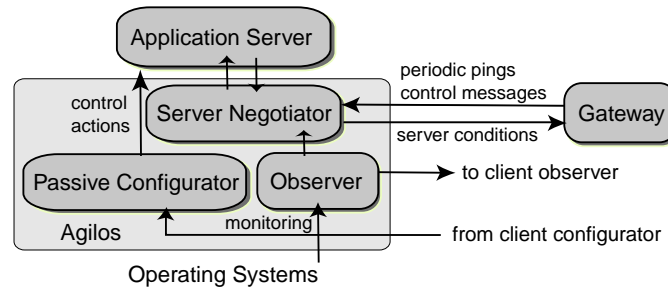 Application Server
periodic pings
control messages
control
actions
Server Negotiator
Gateway
server conditions
Passive Configurator
Observer
to client observer
monitoring
Agilos
from client configurator
Operating Systems